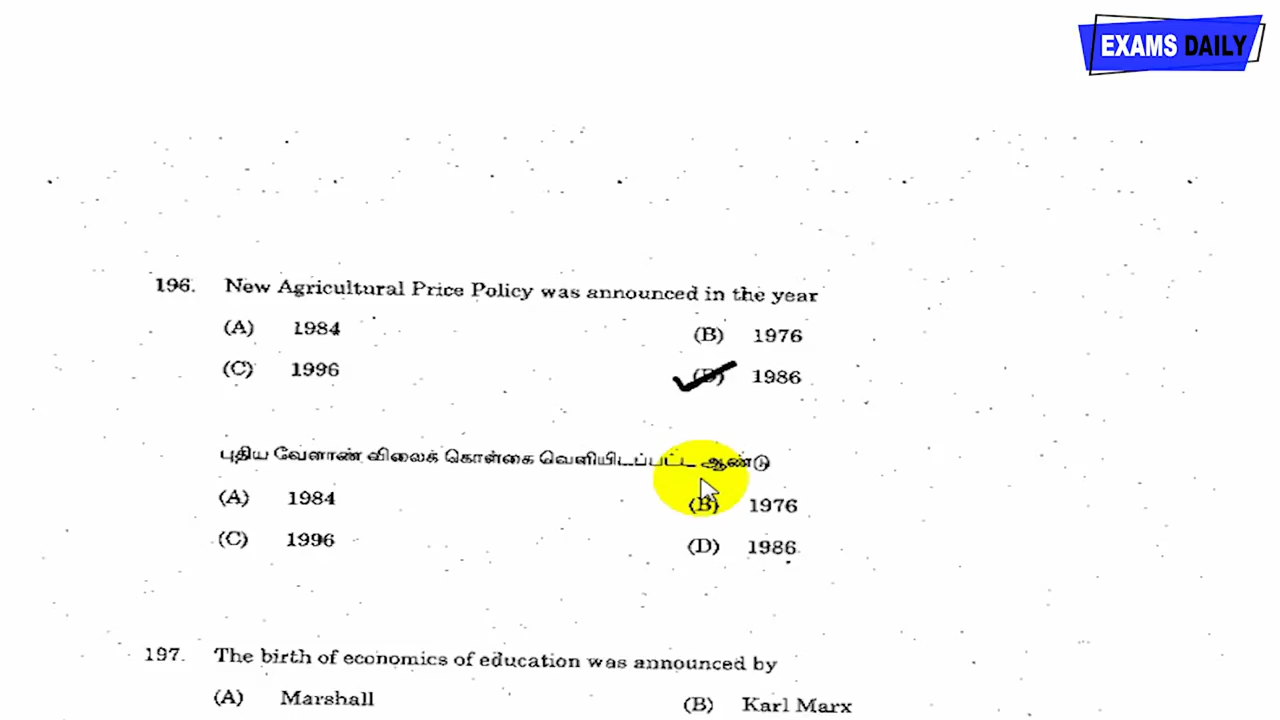 EXAMS DAILY
196. New Agricultural Price Policy was announced in the year
(A) 1984 (B) 1976
(C) 1996 (D) 1986
புதிய வேளாண் விலைக் கொள்கை வெளியிடப்பட்ட ஆண்டு
(A) 1984 (B) 1976
(C) 1996 (D) 1986
197. The birth of economics of education was announced by
(A) Marshall (B) Karl Marx